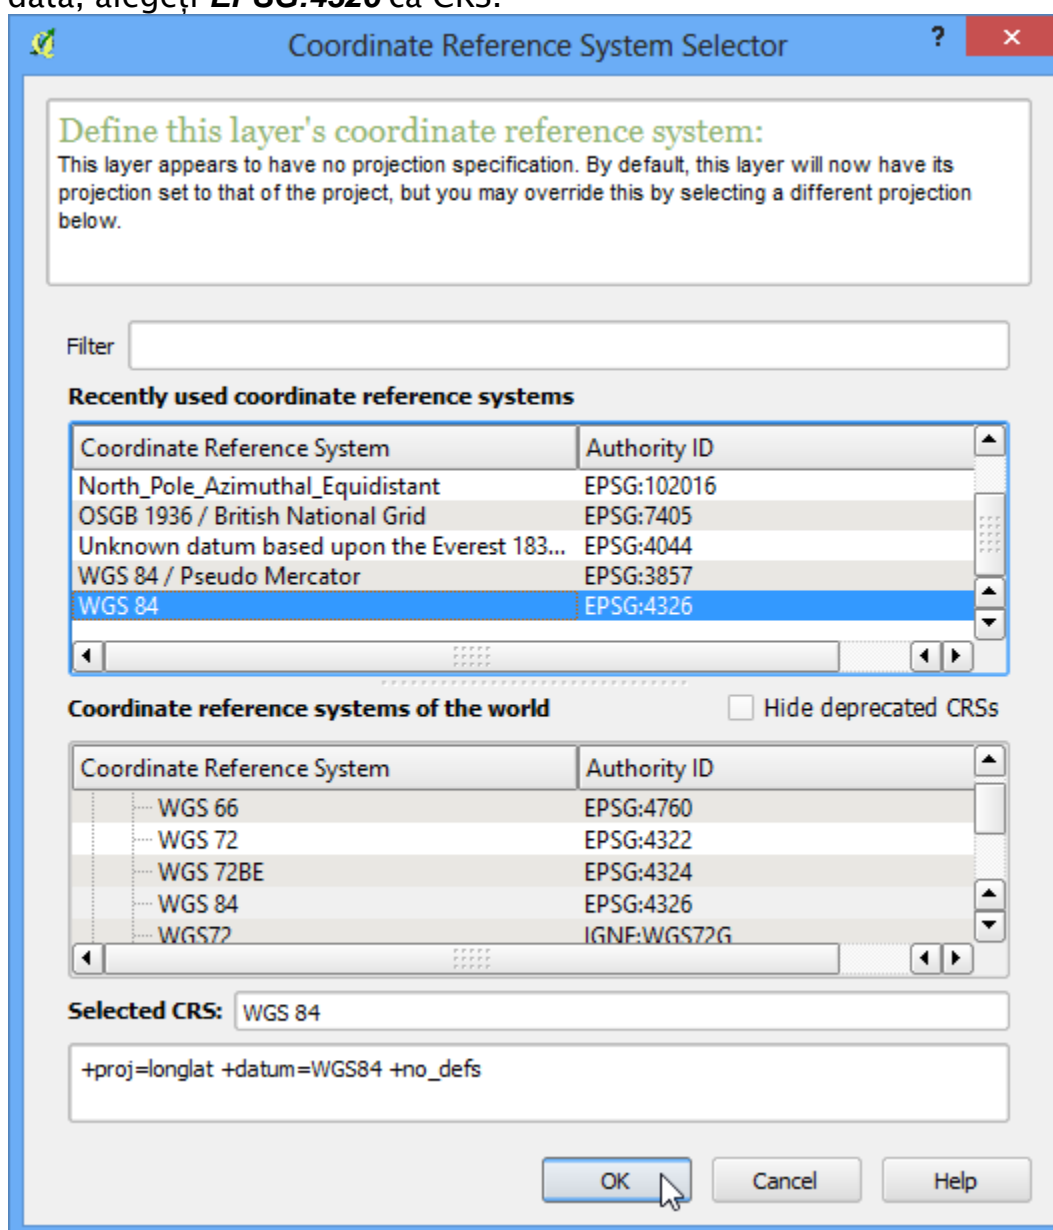 dată, alegeți EPSG:4326 ca CRS.
Coordinate Reference System Selector
?
×
Define this layer's coordinate reference system:
This layer appears to have no projection specification. By default, this layer will now have its
projection set to that of the project, but you may override this by selecting a different projection
below.
Filter
Recently used coordinate reference systems
Coordinate Reference System Authority ID
North_Pole_Azimuthal_Equidistant EPSG:102016
OSGB 1936 / British National Grid EPSG:7405
Unknown datum based upon the Everest 183... EPSG:4044
WGS 84 / Pseudo Mercator EPSG:3857
WGS 84 EPSG:4326
Coordinate reference systems of the world Hide deprecated CRSs
Coordinate Reference System Authority ID
WGS 66 EPSG:4760
WGS 72 EPSG:4322
WGS 72BE EPSG:4324
WGS 84 EPSG:4326
WGS72 IGNF:WGS72G
Selected CRS: WGS 84
+proj=longlat +datum=WGS84 +no_defs
OK Cancel Help